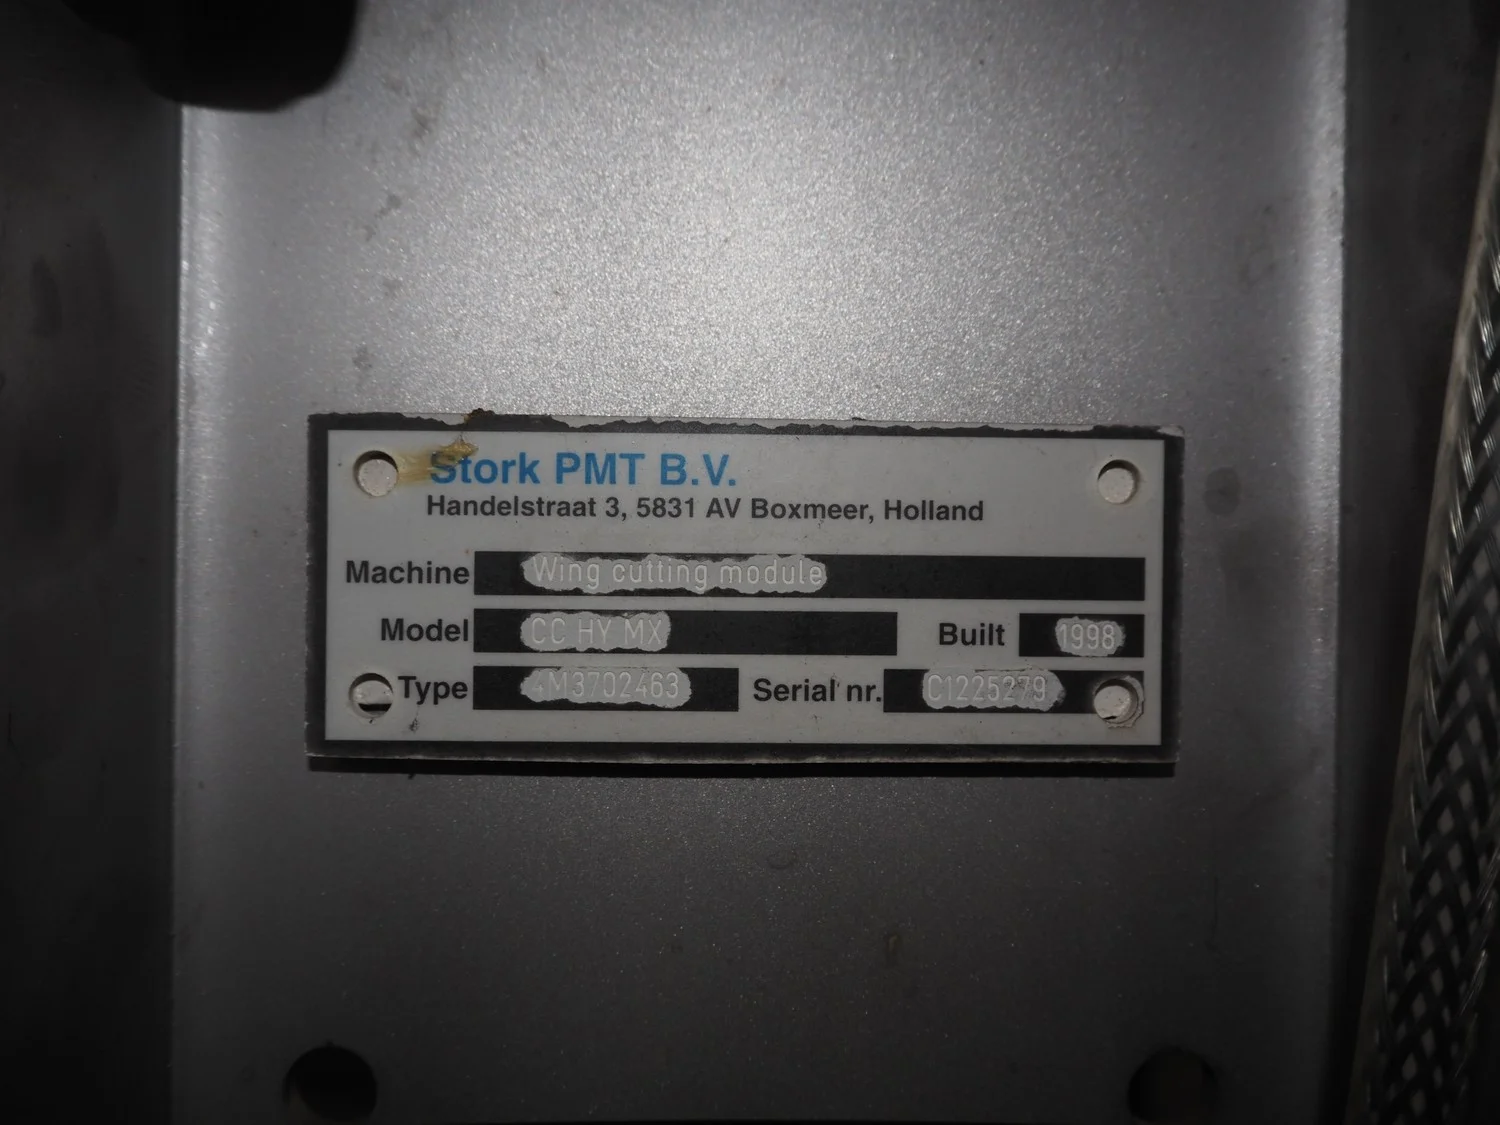 Stork PMT B.V.
Handelstraat 3, 5831 AV Boxmeer, Holland
Machine Wing cutting module
Model CC HY MX Built 1998
Type 4M3702463 Serial nr. C1225279